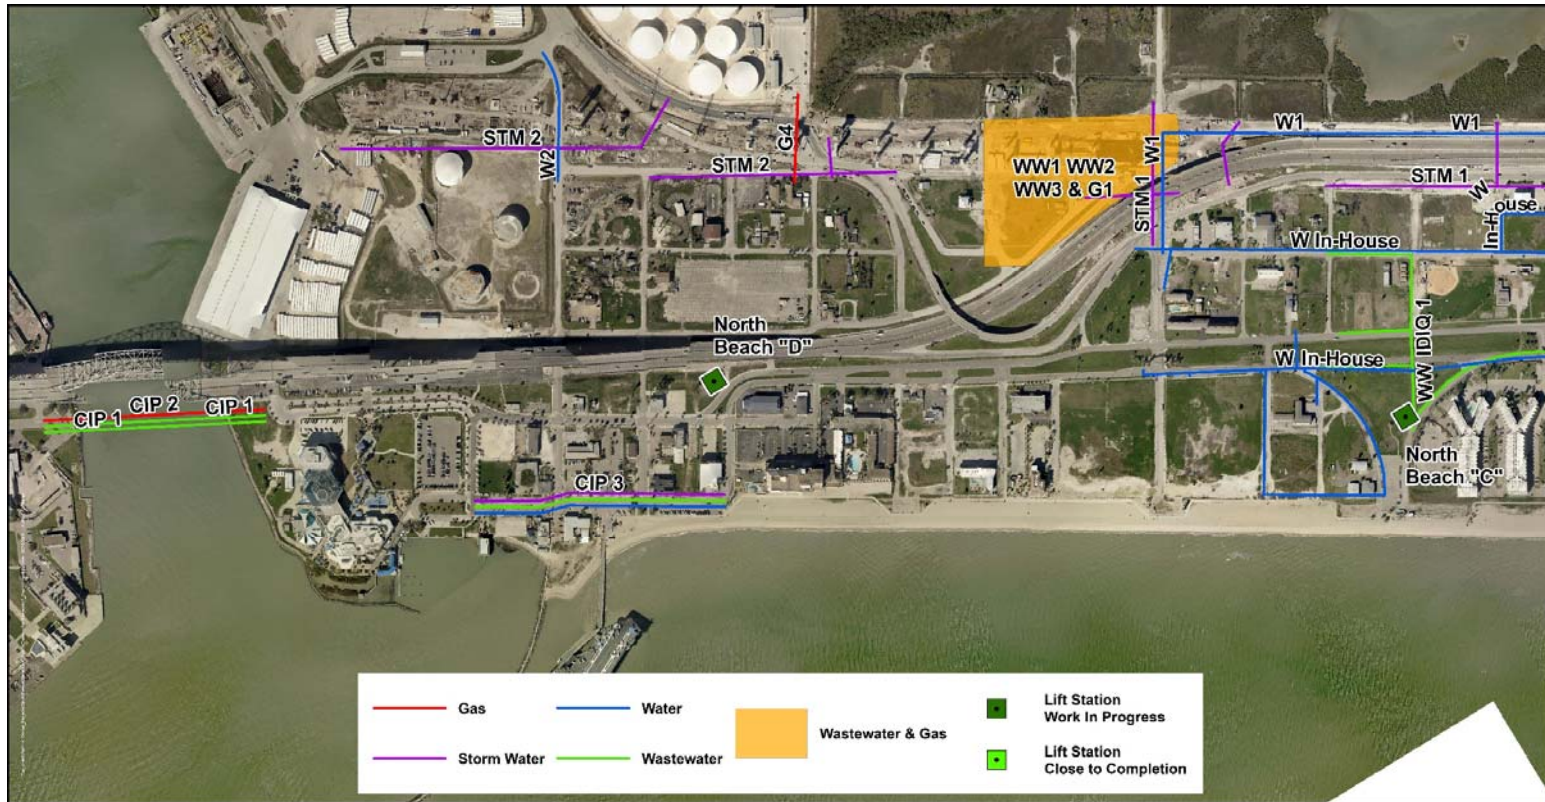 STM 2
W2
G4
STM 2
WW1 WW2
WW3 & G1
STM 1
W1
W1
W1
STM 1
W
In-House
W In-House
North
Beach "D"
W In-House
WW IDIQ 1
CIP 2
CIP 1
CIP 1
CIP 3
North
Beach "C"
Gas
Water
Wastewater & Gas
Lift Station
Work In Progress
Storm Water
Wastewater
Lift Station
Close to Completion